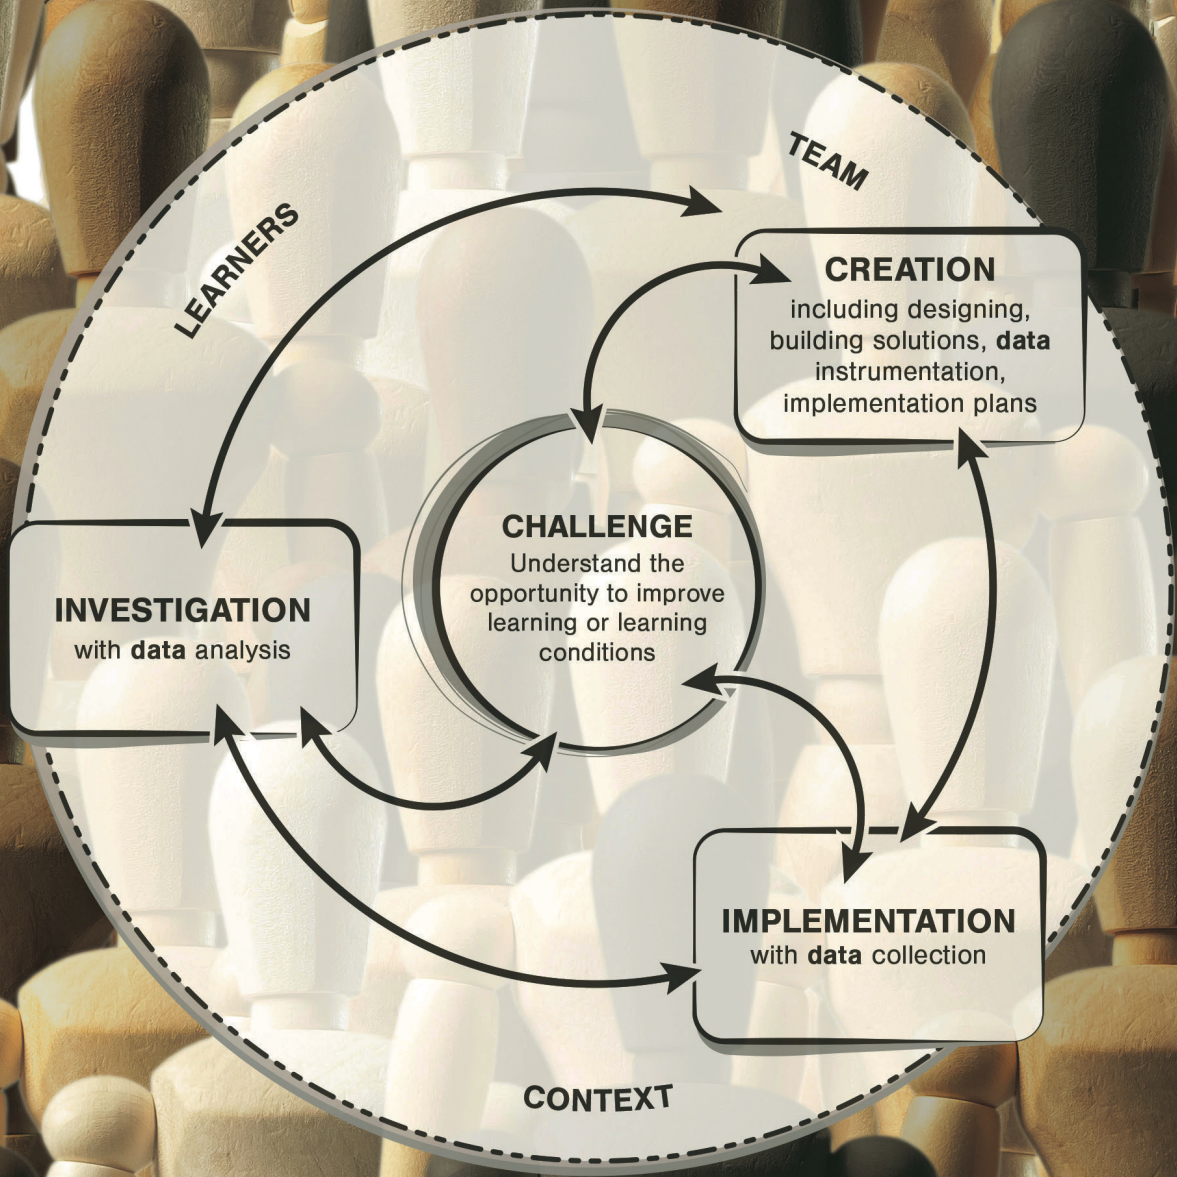 LEARNERS
TEAM
CREATION
including designing,
building solutions, data
instrumentation,
implementation plans
CHALLENGE
Understand the
opportunity to improve
learning or learning
conditions
INVESTIGATION
with data analysis
IMPLEMENTATION
with data collection
CONTEXT